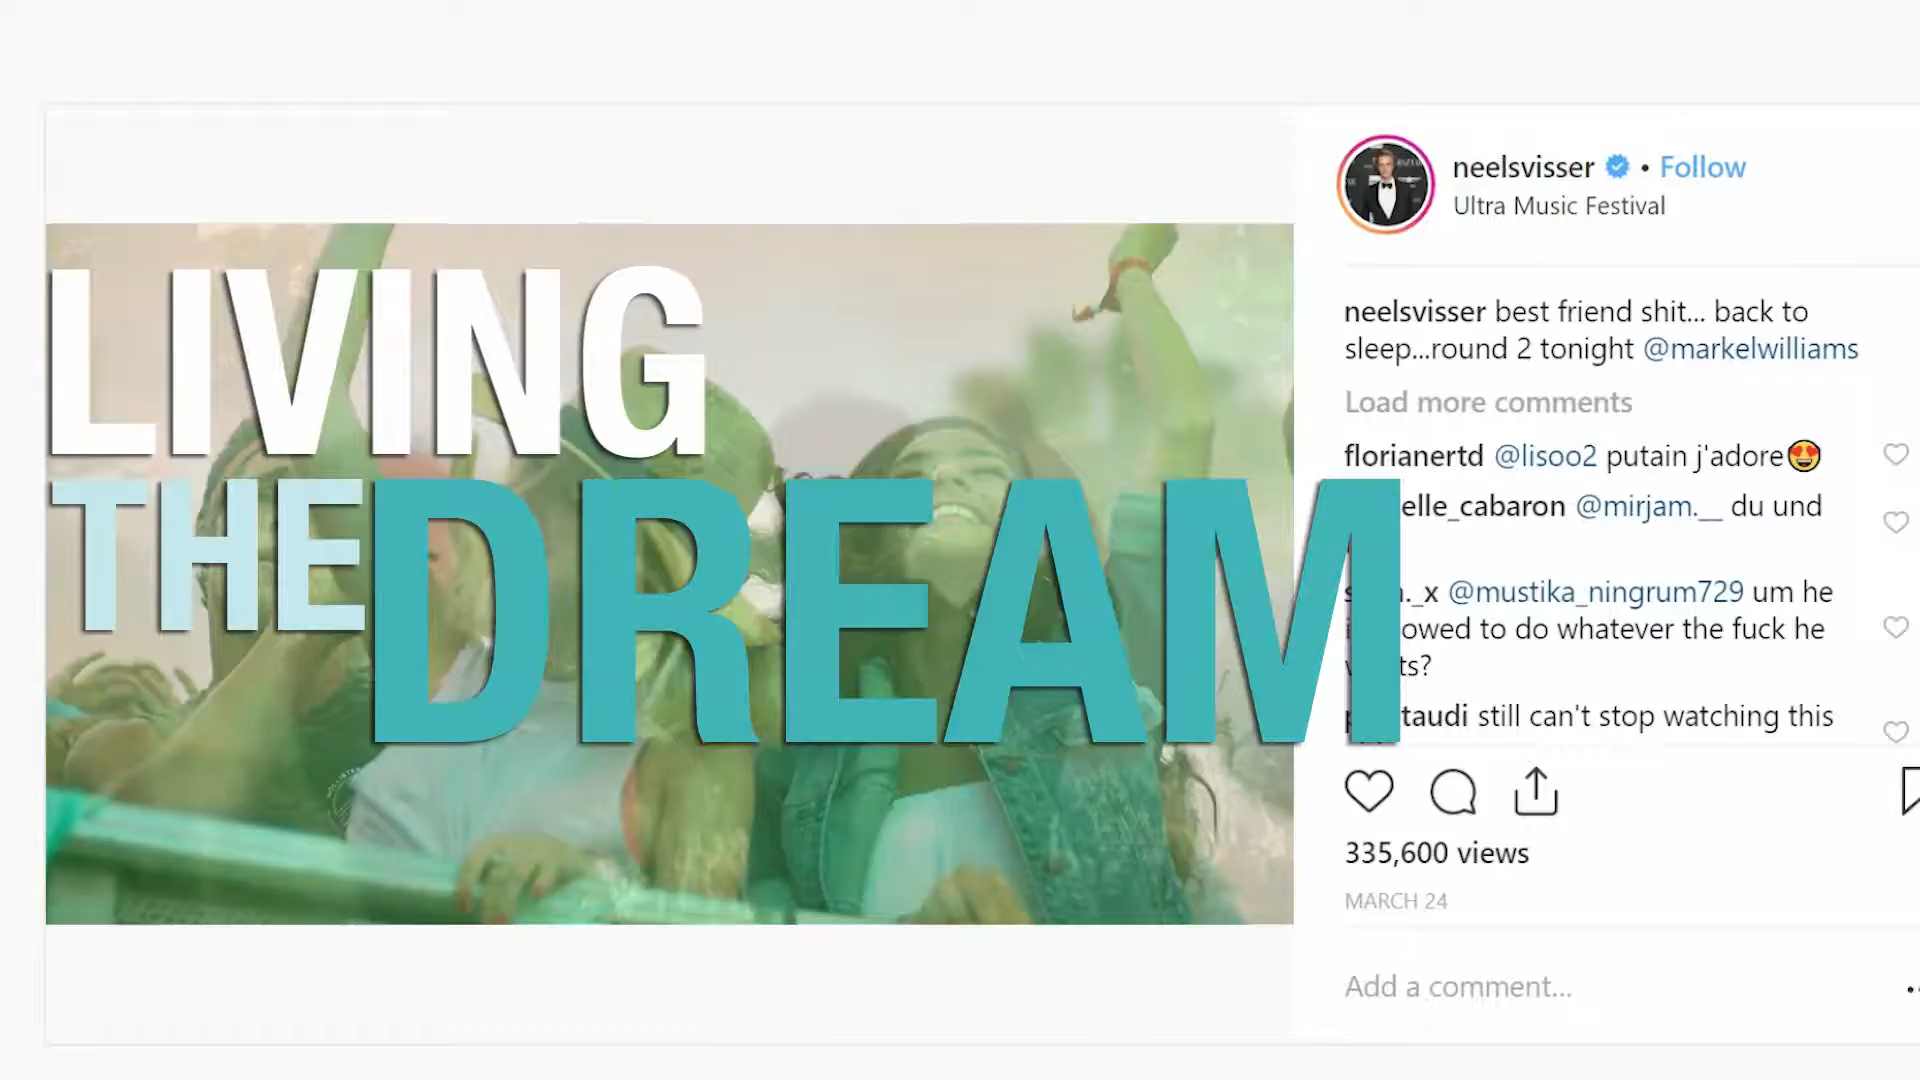 LIVING
THE DREAM
neelsvisser • Follow
Ultra Music Festival
neelsvisser best friend shit... back to
sleep...round 2 tonight @markelwilliams
Load more comments
florianertd @lisoo2 putain j'adore😍
elle_cabaron @mirjam.__ du und
._x @mustika_ningrum729 um he
owed to do whatever the fuck he
ts?
taudi still can't stop watching this
335,600 views
MARCH 24
Add a comment...